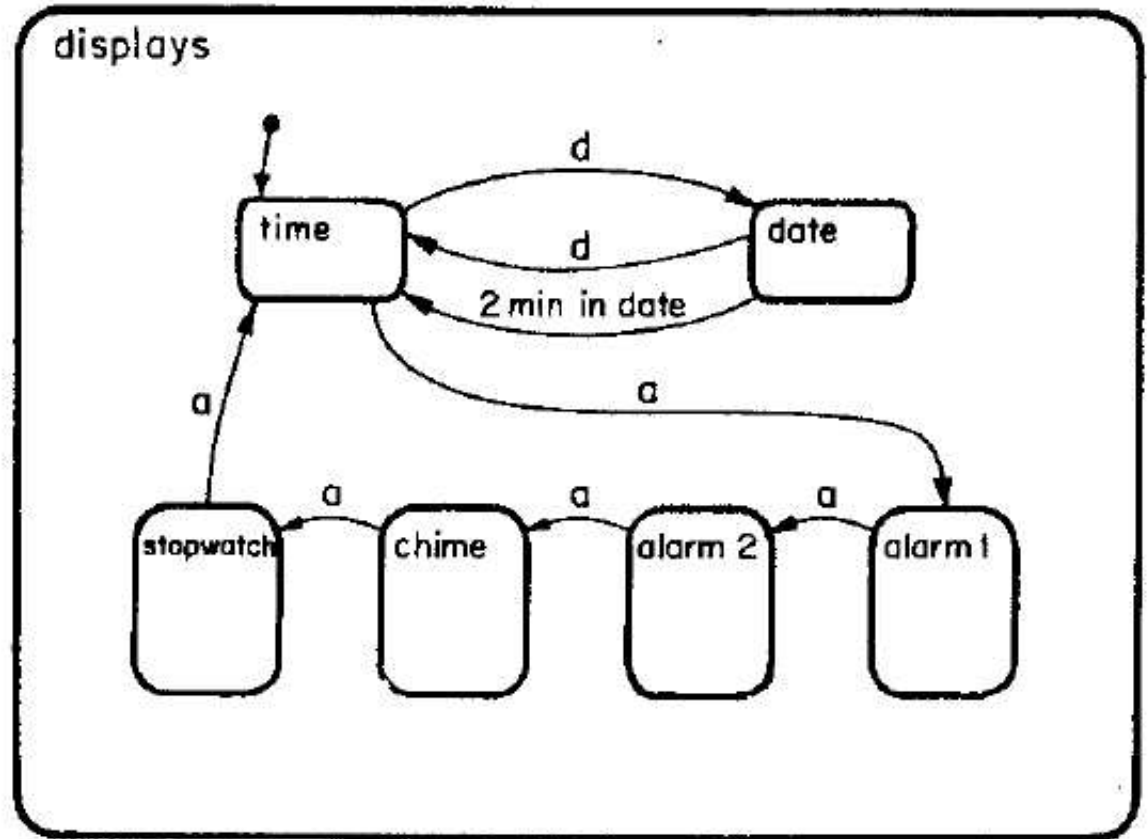 displays
d
time
date
d
2 min in date
a
a
a
a
a
stopwatch
chime
alarm 2
alarm 1